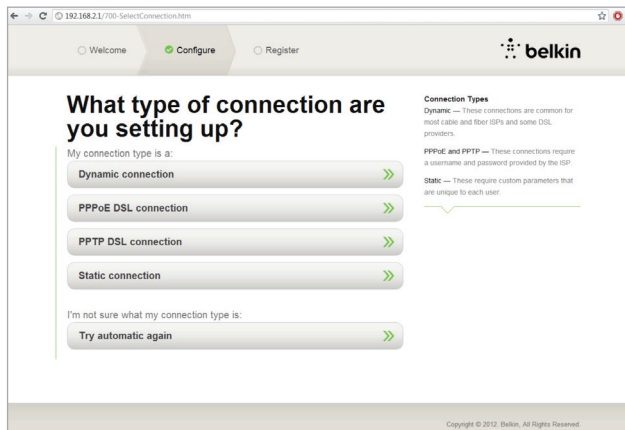 192.168.2.1/700-SelectConnection.htm
Welcome
Configure
Register
belkin
What type of connection are
you setting up?
My connection type is a:
Dynamic connection
PPPoE DSL connection
PPTP DSL connection
Static connection
I'm not sure what my connection type is:
Try automatic again
Connection Types
Dynamic — These connections are common for
most cable and fiber ISPs and some DSL
providers.
PPPoE and PPTP — These connections require
a username and password provided by the ISP.
Static — These require custom parameters that
are unique to each user.
Copyright © 2012. Belkin, All Rights Reserved.